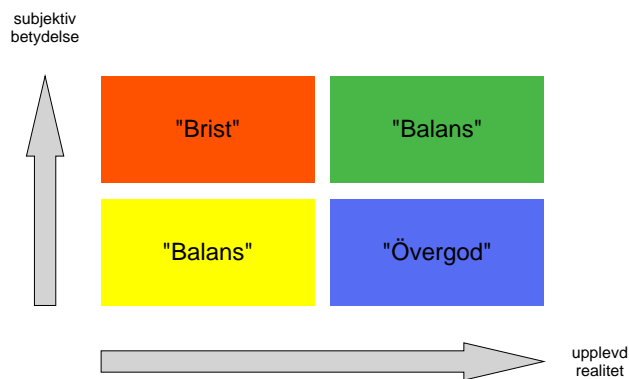 subjektiv
betydelse
"Brist"
"Balans"
"Balans"
"Övergod"
upplevd
realitet